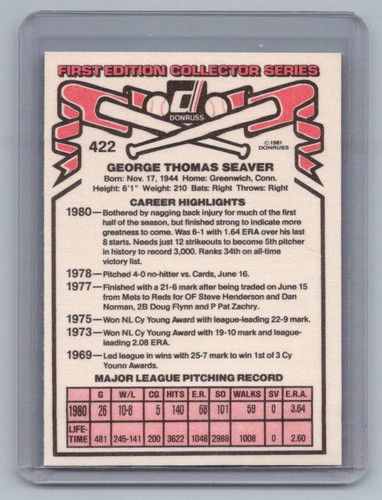 FIRST EDITION COLLECTOR SERIES
DONRUSS
422
© 1981
DONRUSS
GEORGE THOMAS SEAVER
Born: Nov. 17, 1944 Home: Greenwich, Conn.
Height: 6'1" Weight: 210 Bats: Right Throws: Right
CAREER HIGHLIGHTS
1980—Bothered by nagging back injury for much of the first
half of the season, but finished strong to indicate more
greatness to come. Was 6-1 with 1.64 ERA over his last
8 starts. Needs just 12 strikeouts to become 5th pitcher
in history to record 3,000. Ranks 34th on all-time
victory list.
1978—Pitched 4-0 no-hitter vs. Cards, June 16.
1977—Finished with a 21-6 mark after being traded on June 15
from Mets to Reds for OF Steve Henderson and Dan
Norman, 2B Doug Flynn and P Pat Zachry.
1975—Won NL Cy Young Award with league-leading 22-9 mark.
1973—Won NL Cy Young Award with 19-10 mark and league-
leading 2.08 ERA.
1969—Led league in wins with 25-7 mark to win 1st of 3 Cy
Young Awards.
MAJOR LEAGUE PITCHING RECORD
G W/L CG HITS E.R. SO WALKS SV E.R.A.
1980 26 10-8 5 140 68 101 59 0 3.64
LIFE-
TIME 481 245-141 200 3622 1048 2988 1008 0 2.60